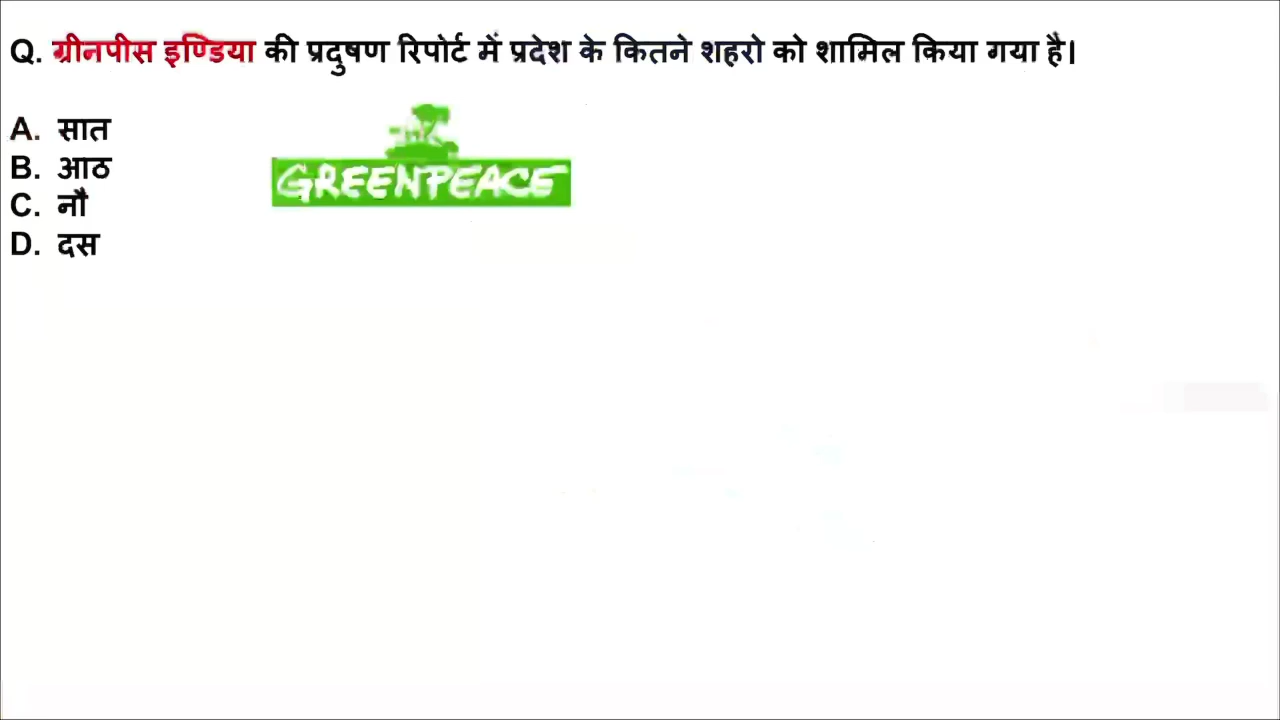 Q. ग्रीनपीस इण्डिया की प्रदुषण रिपोर्ट में प्रदेश के कितने शहरो को शामिल किया गया है।
A. सात
B. आठ
C. नौ
D. दस
GREENPEACE